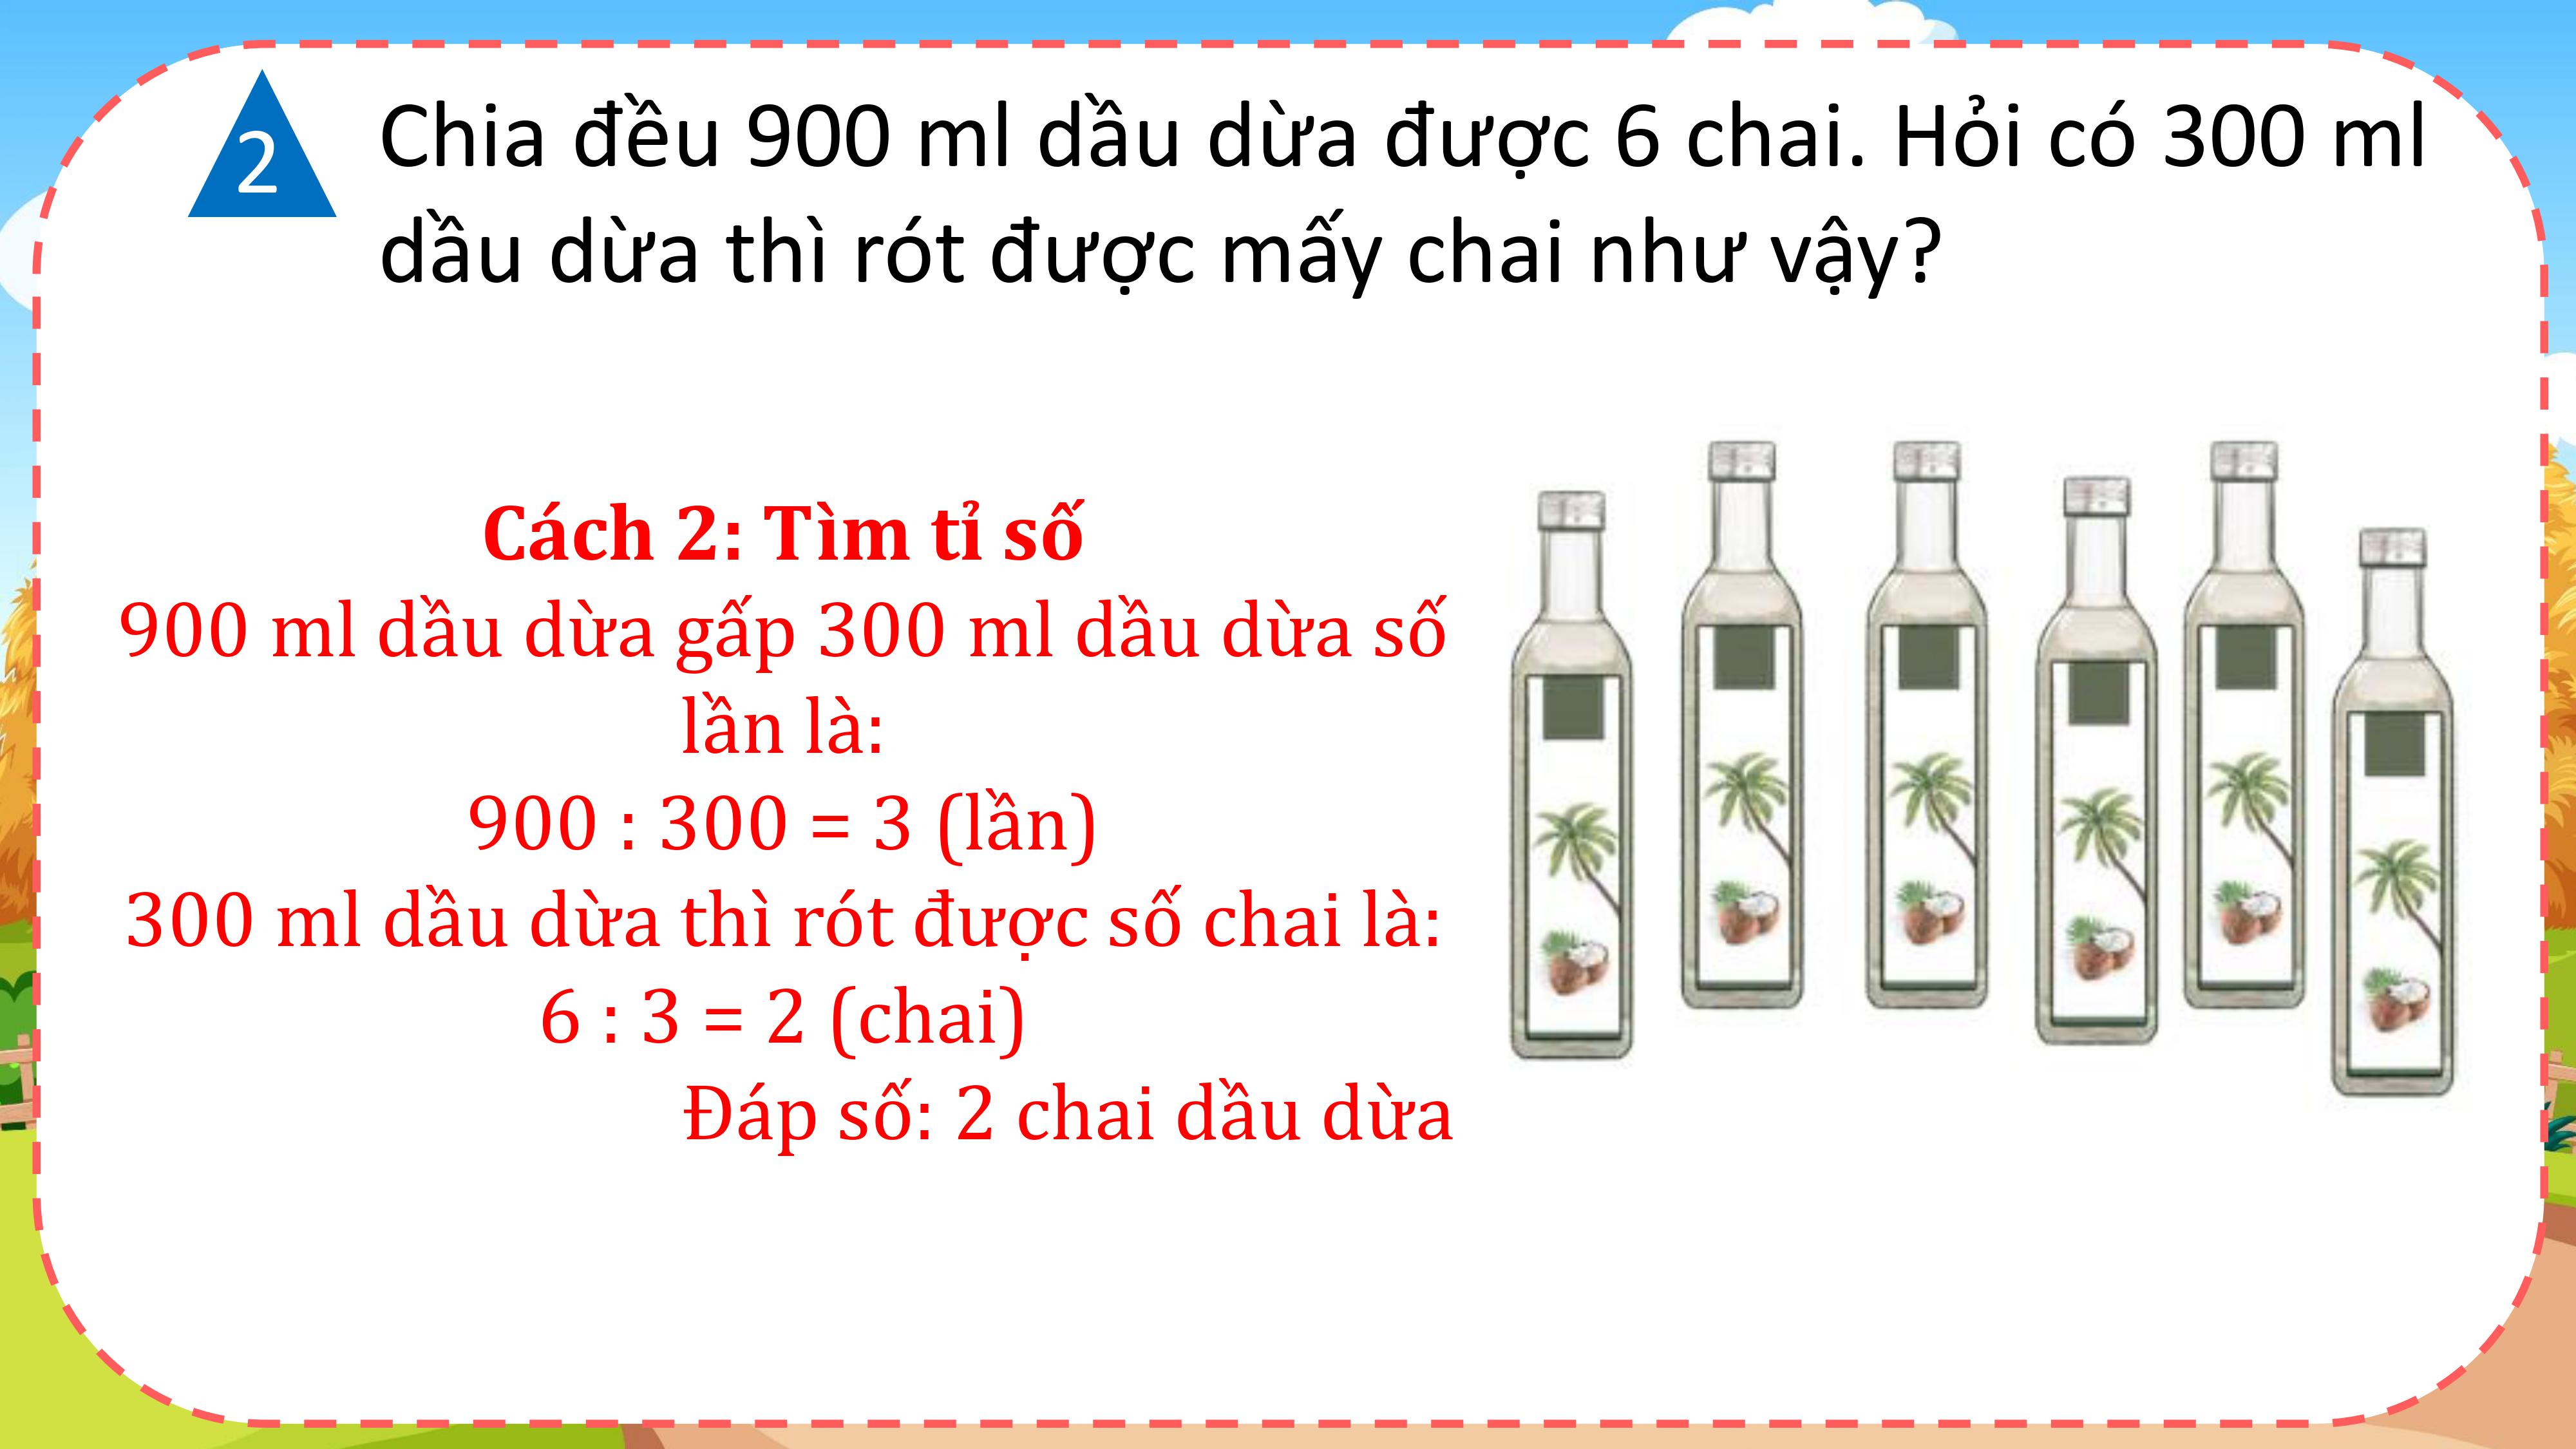 2
Chia đều 900 ml dầu dừa được 6 chai. Hỏi có 300 ml
dầu dừa thì rót được mấy chai như vậy?
Cách 2: Tìm tỉ số
900 ml dầu dừa gấp 300 ml dầu dừa số
lần là:
900 : 300 = 3 (lần)
300 ml dầu dừa thì rót được số chai là:
6 : 3 = 2 (chai)
Đáp số: 2 chai dầu dừa